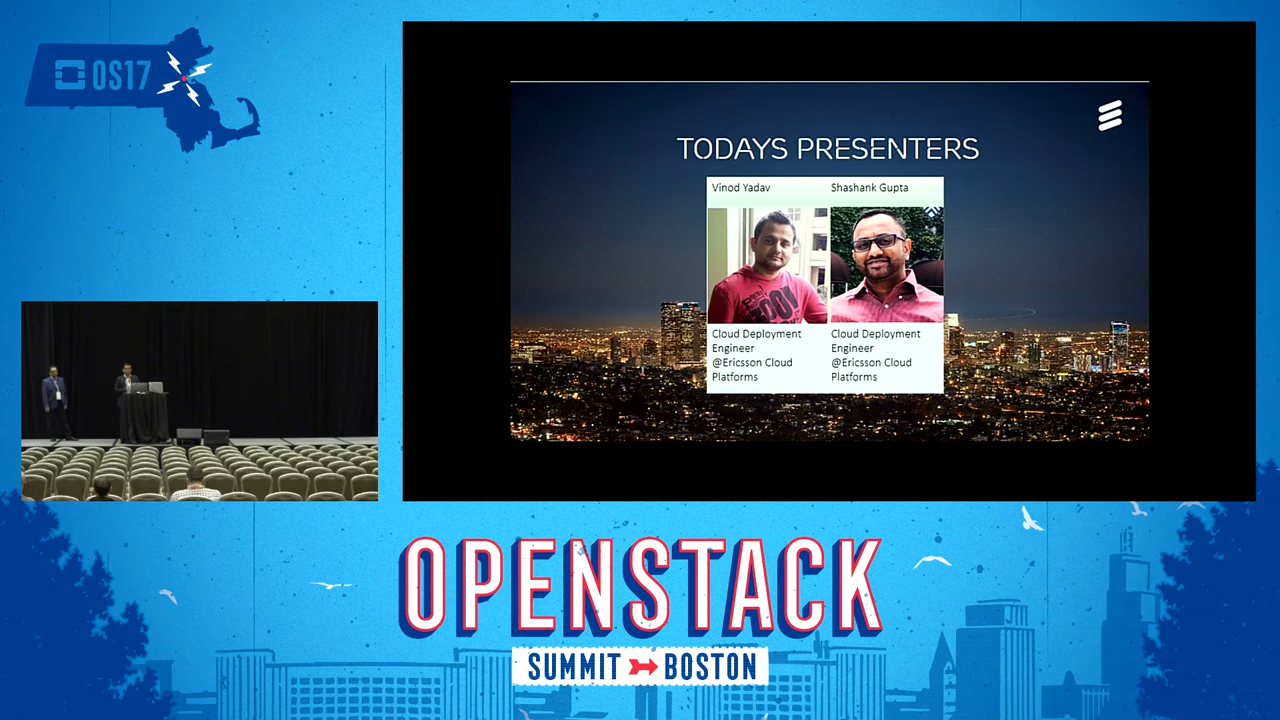 OS17
TODAYS PRESENTERS
Vinod Yadav
Shashank Gupta
Cloud Deployment
Engineer
@Ericsson Cloud
Platforms
Cloud Deployment
Engineer
@Ericsson Cloud
Platforms
OPENSTACK
SUMMIT BOSTON